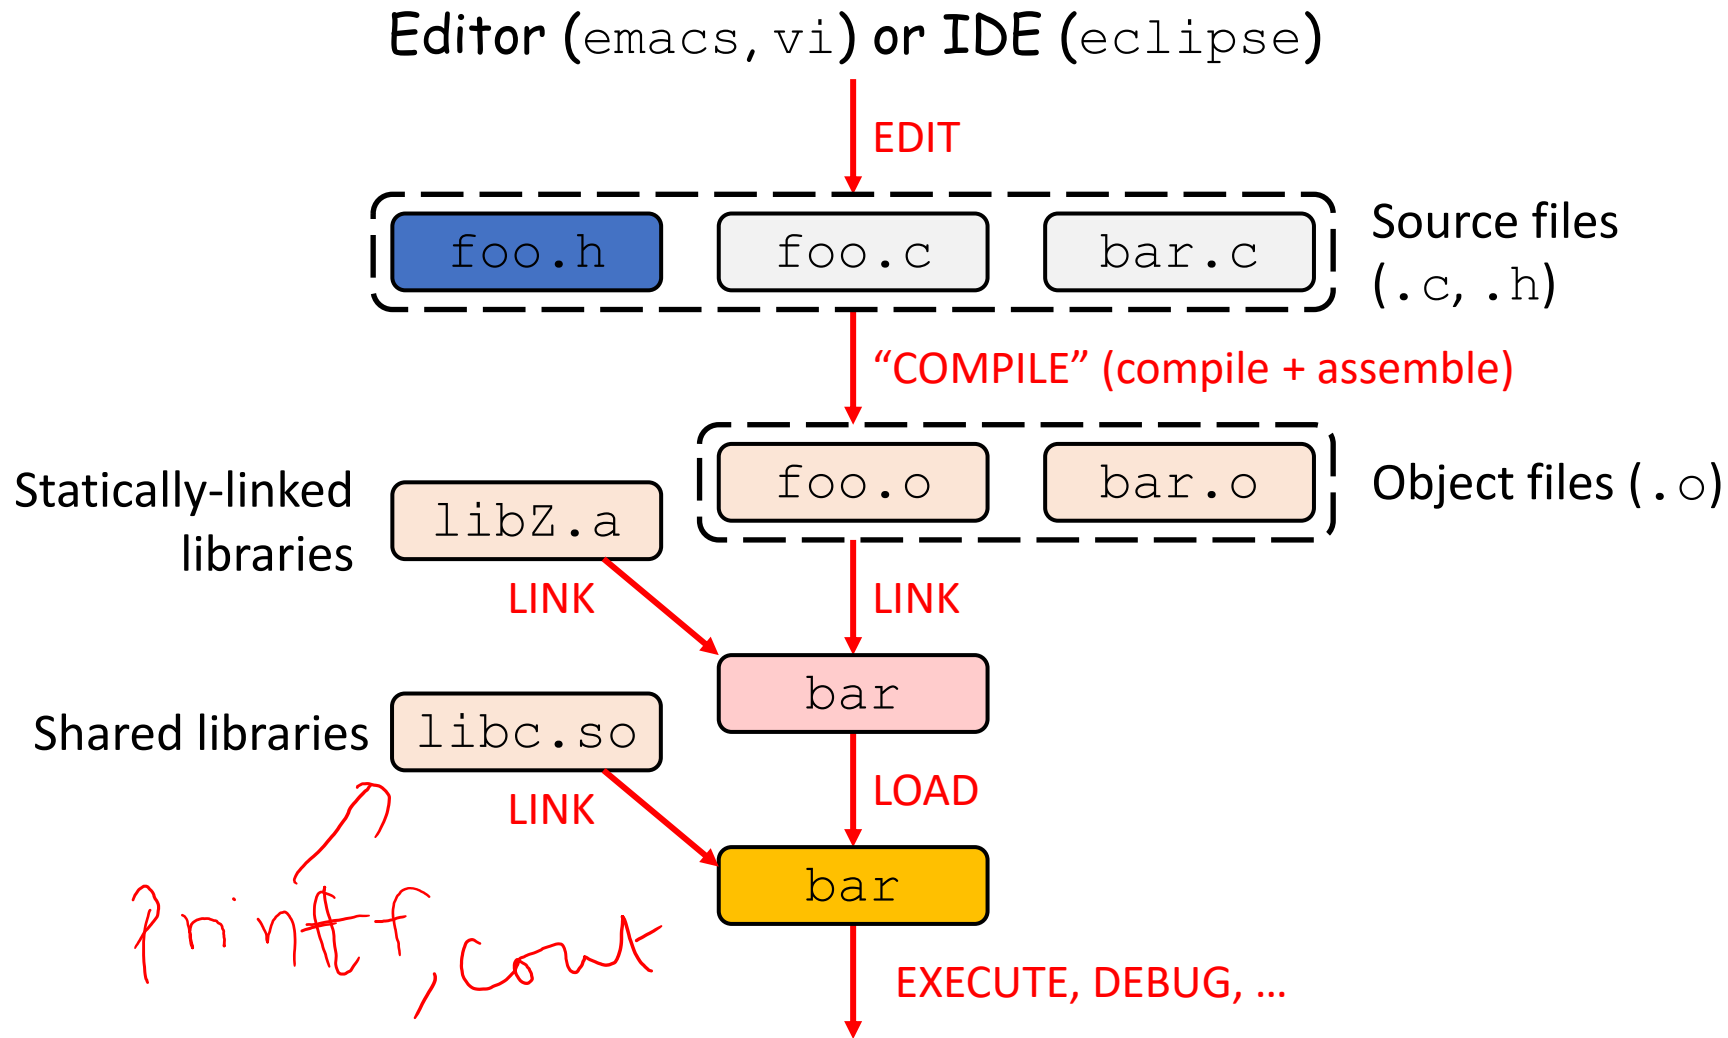 Editor (emacs, vi) or IDE (eclipse)
EDIT
foo.h
foo.c
bar.c
Source files
(.c, .h)
“COMPILE” (compile + assemble)
foo.o
bar.o
Object files (.o)
Statically-linked
libraries
libZ.a
LINK
LINK
bar
Shared libraries
libc.so
LINK
LOAD
bar
printf, cout
EXECUTE, DEBUG, …